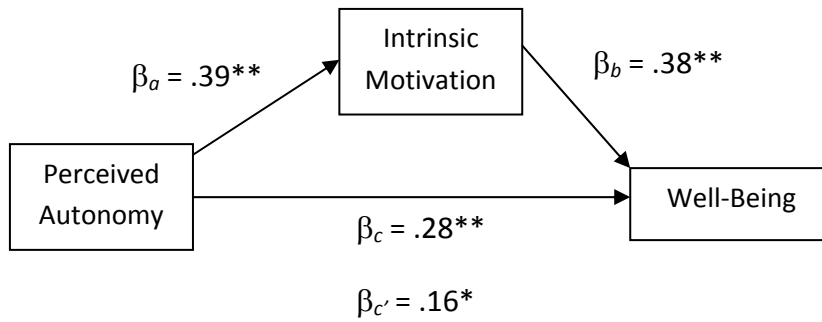 Intrinsic
Motivation
βa = .39**
βb = .38**
Perceived
Autonomy
Well-Being
βc = .28**
βc′ = .16*